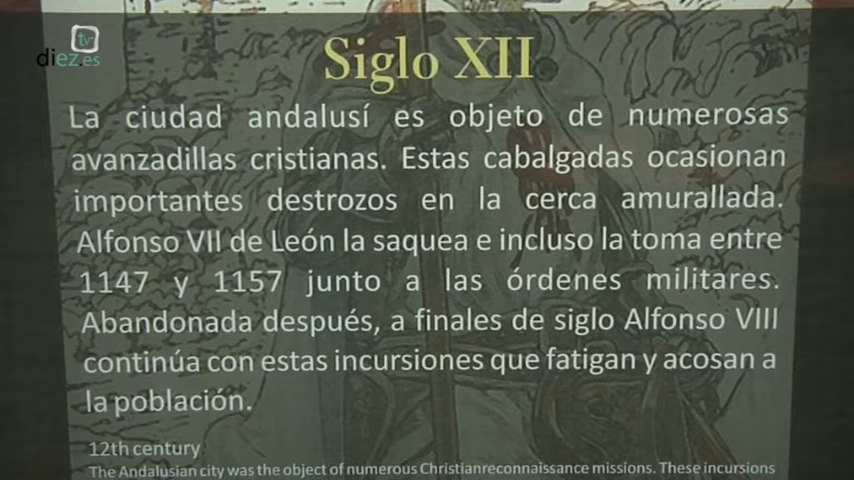 tv
diez.es
Siglo XII
La ciudad andalusí es objeto de numerosas
avanzadillas cristianas. Estas cabalgadas ocasionan
importantes destrozos en la cerca amurallada.
Alfonso VII de León la saquea e incluso la toma entre
1147 y 1157 junto a las órdenes militares.
Abandonada después, a finales de siglo Alfonso VIII
continúa con estas incursiones que fatigan y acosan a
la población.
12th century
The Andalusian city was the object of numerous Christianreconnaissance missions. These incursions